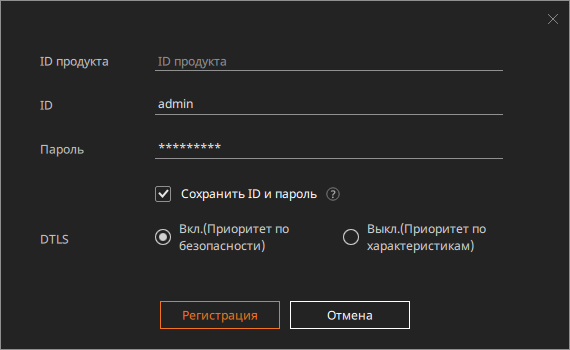 ID продукта ID продукта
ID admin
Пароль *********
Сохранить ID и пароль ?
DTLS
Вкл.(Приоритет по
безопасности)
Выкл.(Приоритет по
характеристикам)
Регистрация Отмена